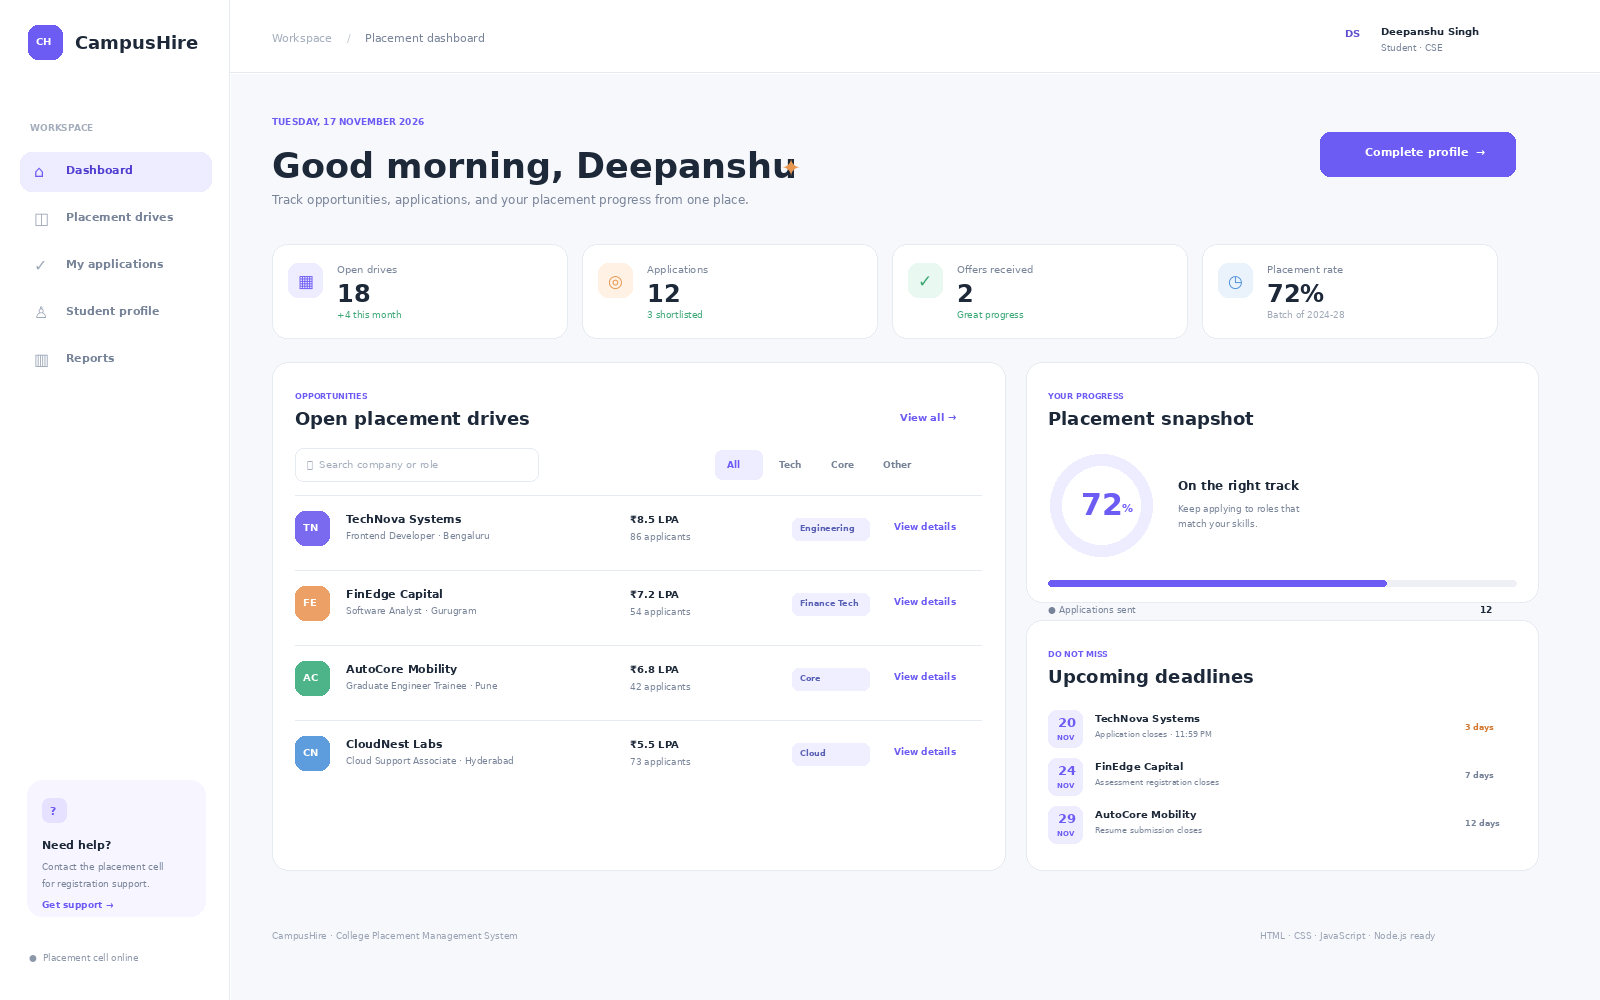 CH CampusHire
WORKSPACE
Dashboard
Placement drives
My applications
Student profile
Reports
?
Need help?
Contact the placement cell
for registration support.
Get support →
● Placement cell online
Workspace / Placement dashboard
DS Deepanshu Singh
Student · CSE
TUESDAY, 17 NOVEMBER 2026
Good morning, Deepanshu
Track opportunities, applications, and your placement progress from one place.
Complete profile →
Open drives
18
+4 this month
Applications
12
3 shortlisted
Offers received
2
Great progress
Placement rate
72%
Batch of 2024-28
OPPORTUNITIES
Open placement drives
View all →
Search company or role
All Tech Core Other
TN TechNova Systems ₹8.5 LPA Engineering View details
Frontend Developer · Bengaluru 86 applicants
FE FinEdge Capital ₹7.2 LPA Finance Tech View details
Software Analyst · Gurugram 54 applicants
AC AutoCore Mobility ₹6.8 LPA Core View details
Graduate Engineer Trainee · Pune 42 applicants
CN CloudNest Labs ₹5.5 LPA Cloud View details
Cloud Support Associate · Hyderabad 73 applicants
YOUR PROGRESS
Placement snapshot
72%
On the right track
Keep applying to roles that
match your skills.
● Applications sent 12
DO NOT MISS
Upcoming deadlines
20 NOV
TechNova Systems
Application closes · 11:59 PM
3 days
24 NOV
FinEdge Capital
Assessment registration closes
7 days
29 NOV
AutoCore Mobility
Resume submission closes
12 days
CampusHire · College Placement Management System
HTML · CSS · JavaScript · Node.js ready